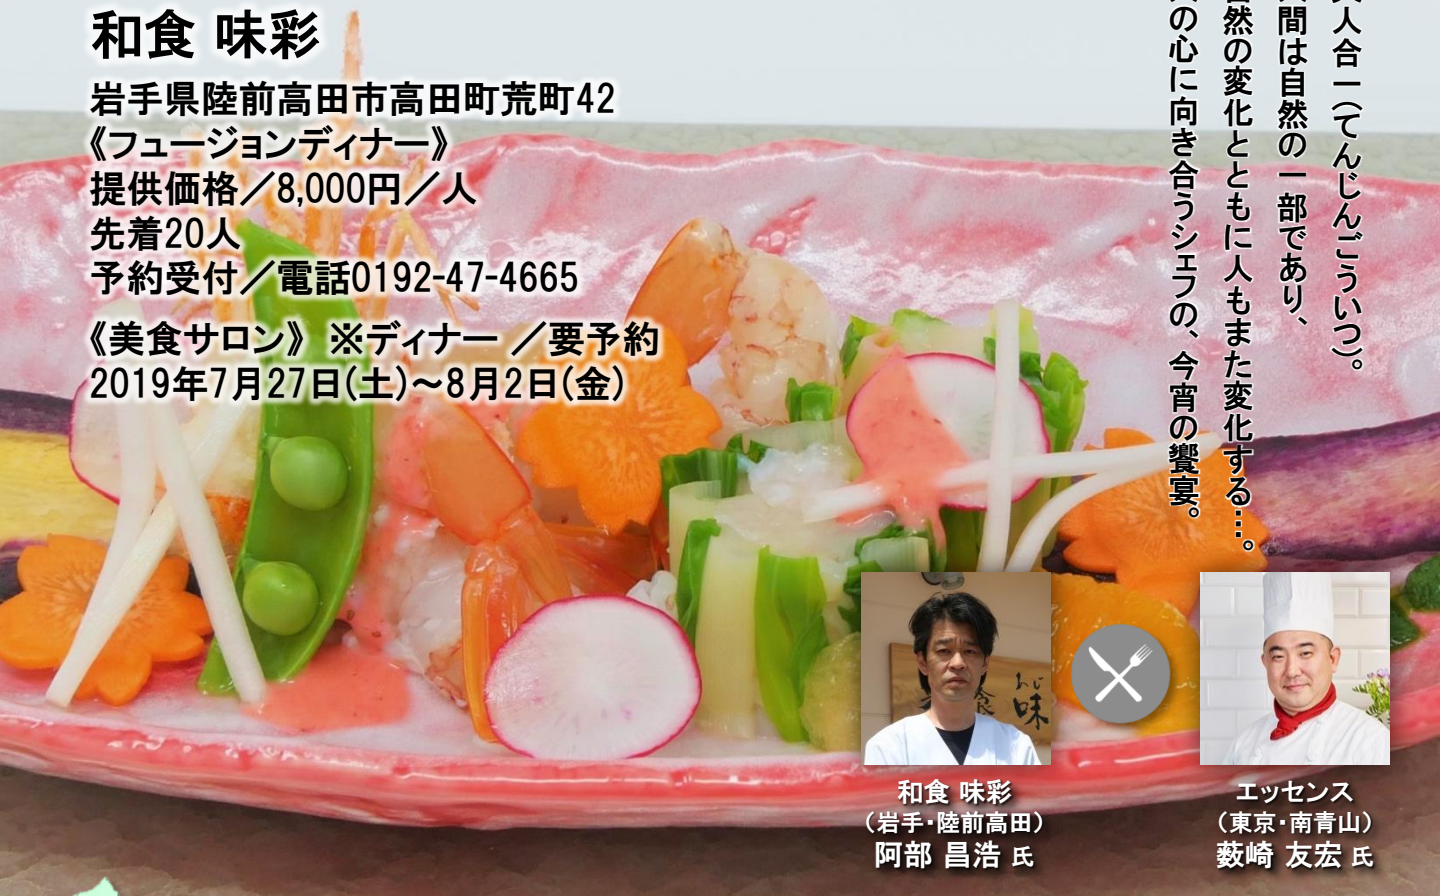 和食 味彩
岩手県陸前高田市高田町荒町42
《フュージョンディナー》
提供価格／8,000円／人
先着20人
予約受付／電話0192-47-4665
《美食サロン》 ※ディナー ／要予約
2019年7月27日(土)～8月2日(金)
人合一（てんじんごういつ）。
間は自然の一部であり、
然の変化とともに人もまた変化する…。
の心に向き合うシェフの、今宵の饗宴。
食
あじ
味
和食 味彩
（岩手・陸前高田）
阿部 昌浩 氏
エッセンス
（東京・南青山）
薮崎 友宏 氏